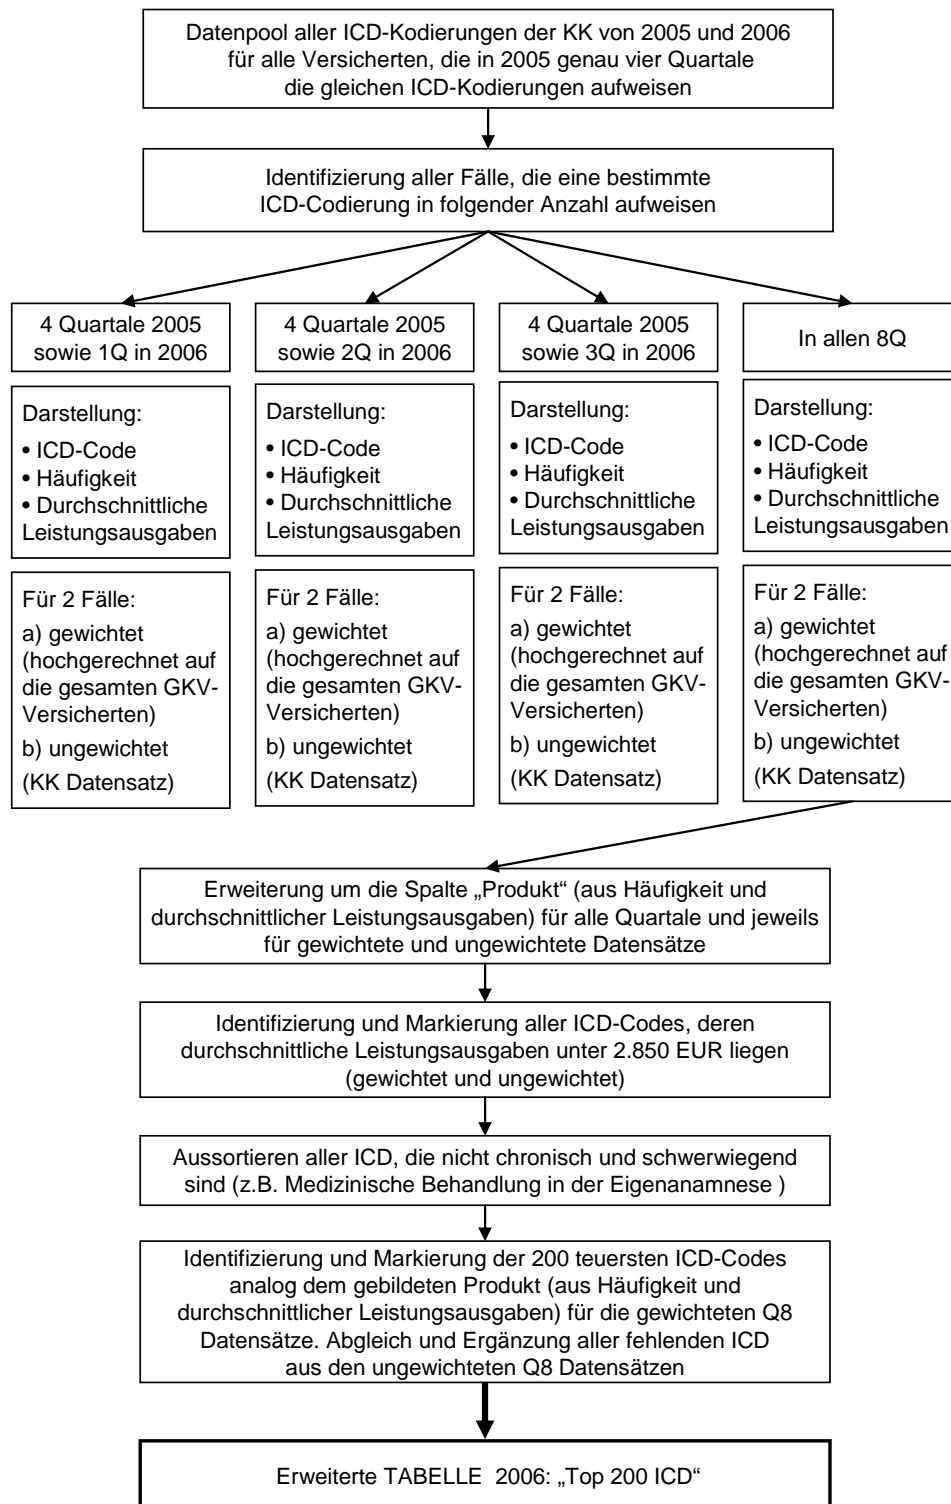 Datenpool aller ICD-Kodierungen der KK von 2005 und 2006
für alle Versicherten, die in 2005 genau vier Quartale
die gleichen ICD-Kodierungen aufweisen
Identifizierung aller Fälle, die eine bestimmte
ICD-Codierung in folgender Anzahl aufweisen
4 Quartale 2005
sowie 1Q in 2006
4 Quartale 2005
sowie 2Q in 2006
4 Quartale 2005
sowie 3Q in 2006
In allen 8Q
Darstellung:
• ICD-Code
• Häufigkeit
• Durchschnittliche
Leistungsausgaben
Darstellung:
• ICD-Code
• Häufigkeit
• Durchschnittliche
Leistungsausgaben
Darstellung:
• ICD-Code
• Häufigkeit
• Durchschnittliche
Leistungsausgaben
Darstellung:
• ICD-Code
• Häufigkeit
• Durchschnittliche
Leistungsausgaben
Für 2 Fälle:
a) gewichtet
(hochgerechnet auf
die gesamten GKV-
Versicherten)
b) ungewichtet
(KK Datensatz)
Für 2 Fälle:
a) gewichtet
(hochgerechnet auf
die gesamten GKV-
Versicherten)
b) ungewichtet
(KK Datensatz)
Für 2 Fälle:
a) gewichtet
(hochgerechnet auf
die gesamten GKV-
Versicherten)
b) ungewichtet
(KK Datensatz)
Für 2 Fälle:
a) gewichtet
(hochgerechnet auf
die gesamten GKV-
Versicherten)
b) ungewichtet
(KK Datensatz)
Erweiterung um die Spalte „Produkt“ (aus Häufigkeit und
durchschnittlicher Leistungsausgaben) für alle Quartale und jeweils
für gewichtete und ungewichtete Datensätze
Identifizierung und Markierung aller ICD-Codes, deren
durchschnittliche Leistungsausgaben unter 2.850 EUR liegen
(gewichtet und ungewichtet)
Aussortieren aller ICD, die nicht chronisch und schwerwiegend
sind (z.B. Medizinische Behandlung in der Eigenanamnese )
Identifizierung und Markierung der 200 teuersten ICD-Codes
analog dem gebildeten Produkt (aus Häufigkeit und
durchschnittlicher Leistungsausgaben) für die gewichteten Q8
Datensätze. Abgleich und Ergänzung aller fehlenden ICD
aus den ungewichteten Q8 Datensätzen
Erweiterte TABELLE 2006: „Top 200 ICD“